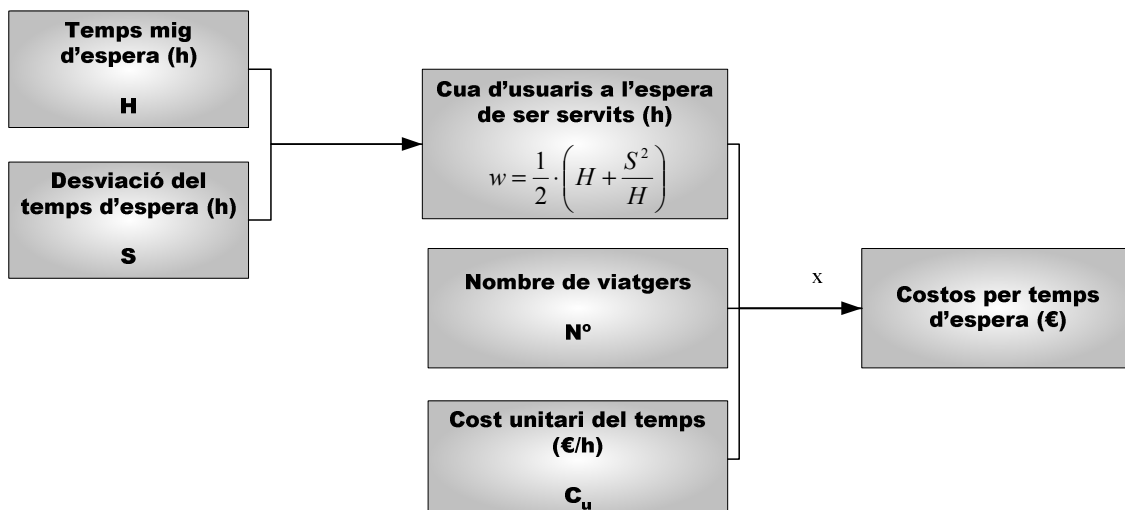 Temps mig
d’espera (h)
H
Desviació del
temps d’espera (h)
S
Cua d’usuaris a l’espera
de ser servits (h)
w = 1/2 · (H + S²/H)
Nombre de viatgers
Nº
Cost unitari del temps
(€/h)
Cᵤ
x
Costos per temps
d’espera (€)